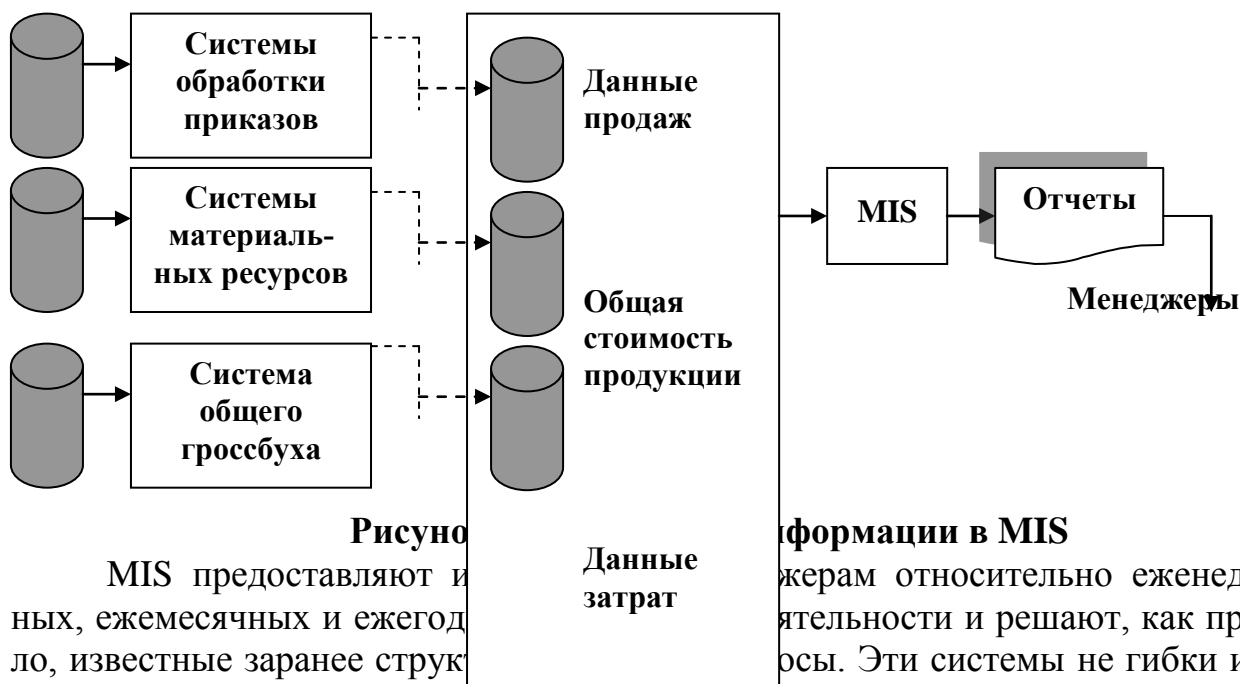 Системы
обработки
приказов
Данные
продаж
Системы
материаль-
ных ресурсов
MIS
Отчеты
Менеджеры
Общая
стоимость
продукции
Система
общего
гроссбуха
Данные
затрат
Рисуно формации в MIS
MIS предоставляют и жерам относительно еженед
ных, ежемесячных и ежегод ятельности и решают, как пр
ло, известные заранее структ осы. Эти системы не гибки и